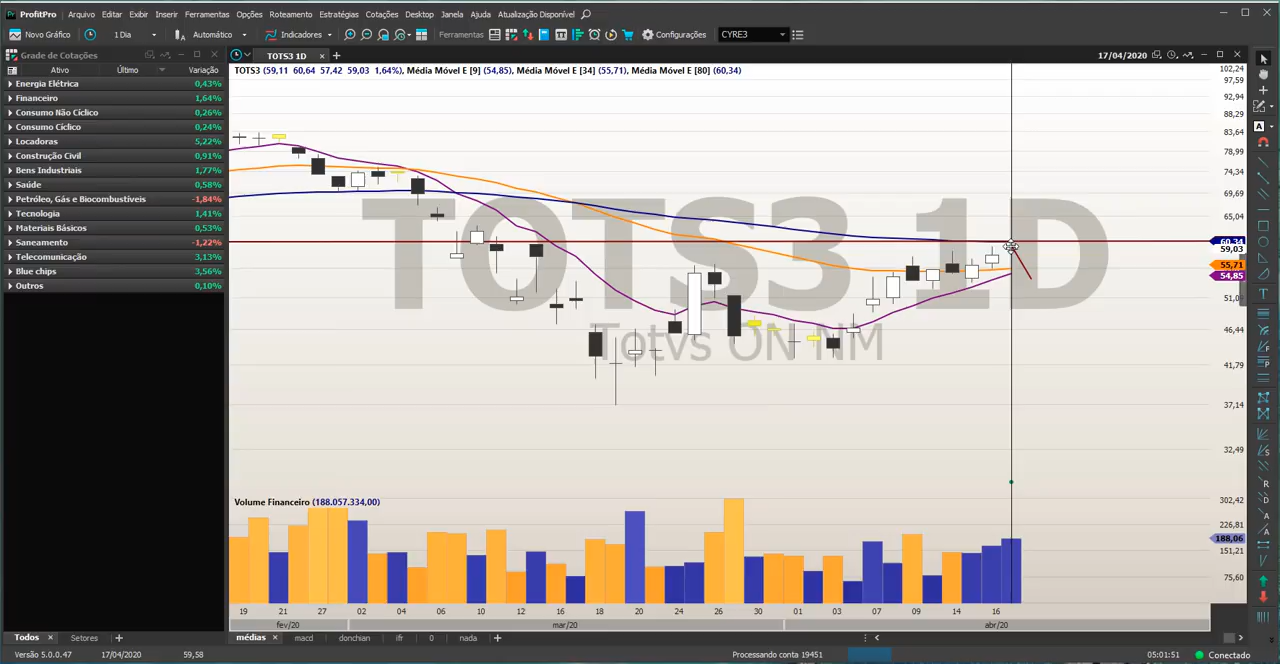 ProfitPro Arquivo Editar Exibir Inserir Ferramentas Opções Roteamento Estratégias Cotações Desktop Janela Ajuda Atualização Disponível
Novo Gráfico 1 Dia Automático Indicadores Ferramentas Configurações CYRE3
Grade de Cotações
TOTS3 1D
17/04/2020
Ativo Último Variação
Energia Elétrica 0,43%
Financeiro 1,64%
Consumo Não Cíclico 0,26%
Consumo Cíclico 0,24%
Locadoras 5,22%
Construção Civil 0,91%
Bens Industriais 1,77%
Saúde 0,58%
Petróleo, Gás e Biocombustíveis -1,84%
Tecnologia 1,41%
Materiais Básicos 0,53%
Saneamento -1,22%
Telecomunicação 3,13%
Blue chips 3,56%
Outros 0,10%
TOTS3 (59,11 60,64 57,42 59,03 1,64%), Média Móvel E [9] (54,85), Média Móvel E [34] (55,71), Média Móvel E [80] (60,34)
TOTS3 1D
Totvs ON NM
102,24
97,59
92,94
88,29
83,64
78,99
74,34
69,69
65,04
60,34
59,03
55,71
54,85
51,0
46,44
41,79
37,14
32,49
Volume Financeiro (188.057.334,00)
302,42
226,81
188,06
151,21
75,60
19 21 27 02 04 06 10 12 16 18 20 24 26 30 01 03 07 09 14 16
fev/20 mar/20 abr/20
Todos Setores
médias macd donchian ifr 0 nada
Versão 5.0.0.47 17/04/2020 59,58 Processando conta 19451 05:01:51 Conectado